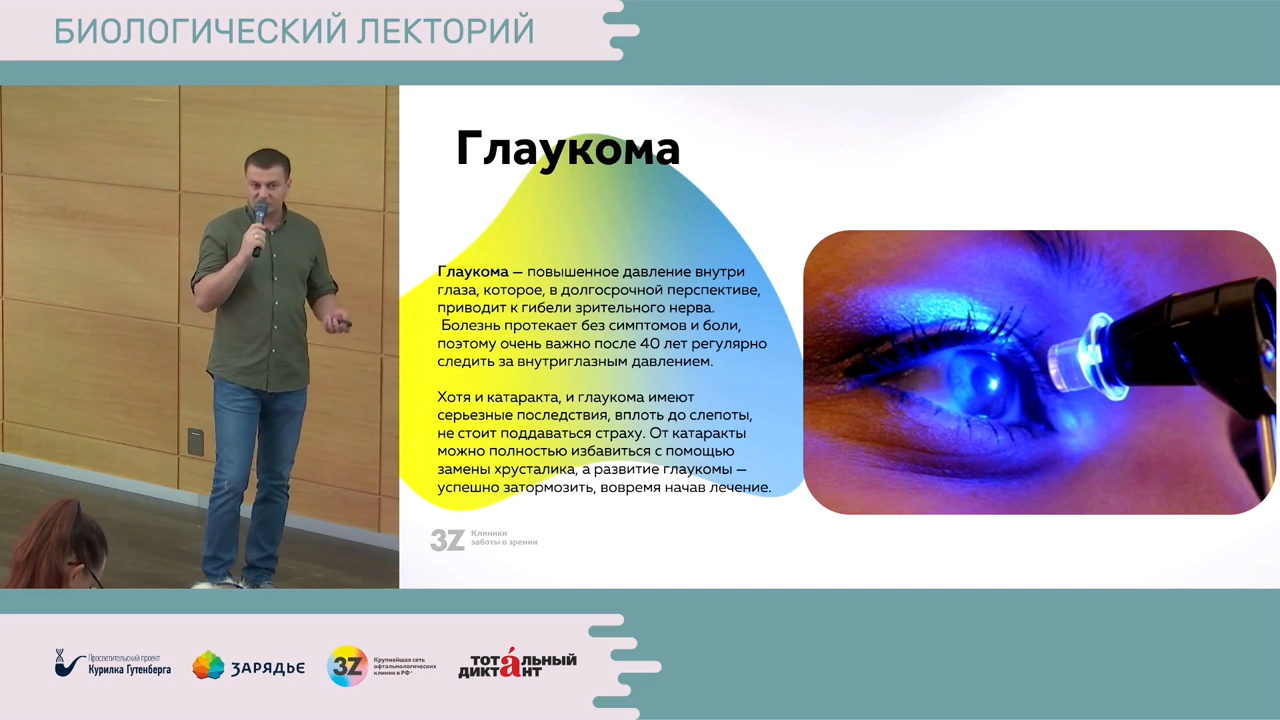 БИОЛОГИЧЕСКИЙ ЛЕКТОРИЙ
Глаукома
Глаукома — повышенное давление внутри
глаза, которое, в долгосрочной перспективе,
приводит к гибели зрительного нерва.
Болезнь протекает без симптомов и боли,
поэтому очень важно после 40 лет регулярно
следить за внутриглазным давлением.
Хотя и катаракта, и глаукома имеют
серьезные последствия, вплоть до слепоты,
не стоит поддаваться страху. От катаракты
можно полностью избавиться с помощью
замены хрусталика, а развитие глаукомы —
успешно затормозить, вовремя начав лечение.
3Z Клиники
заботы о зрении
Просветительский проект
Курилка Гутенберга
ЗАРЯДЬЕ
3Z
Крупнейшая сеть
офтальмологических
клиник в РФ*
тота́льный
диктант